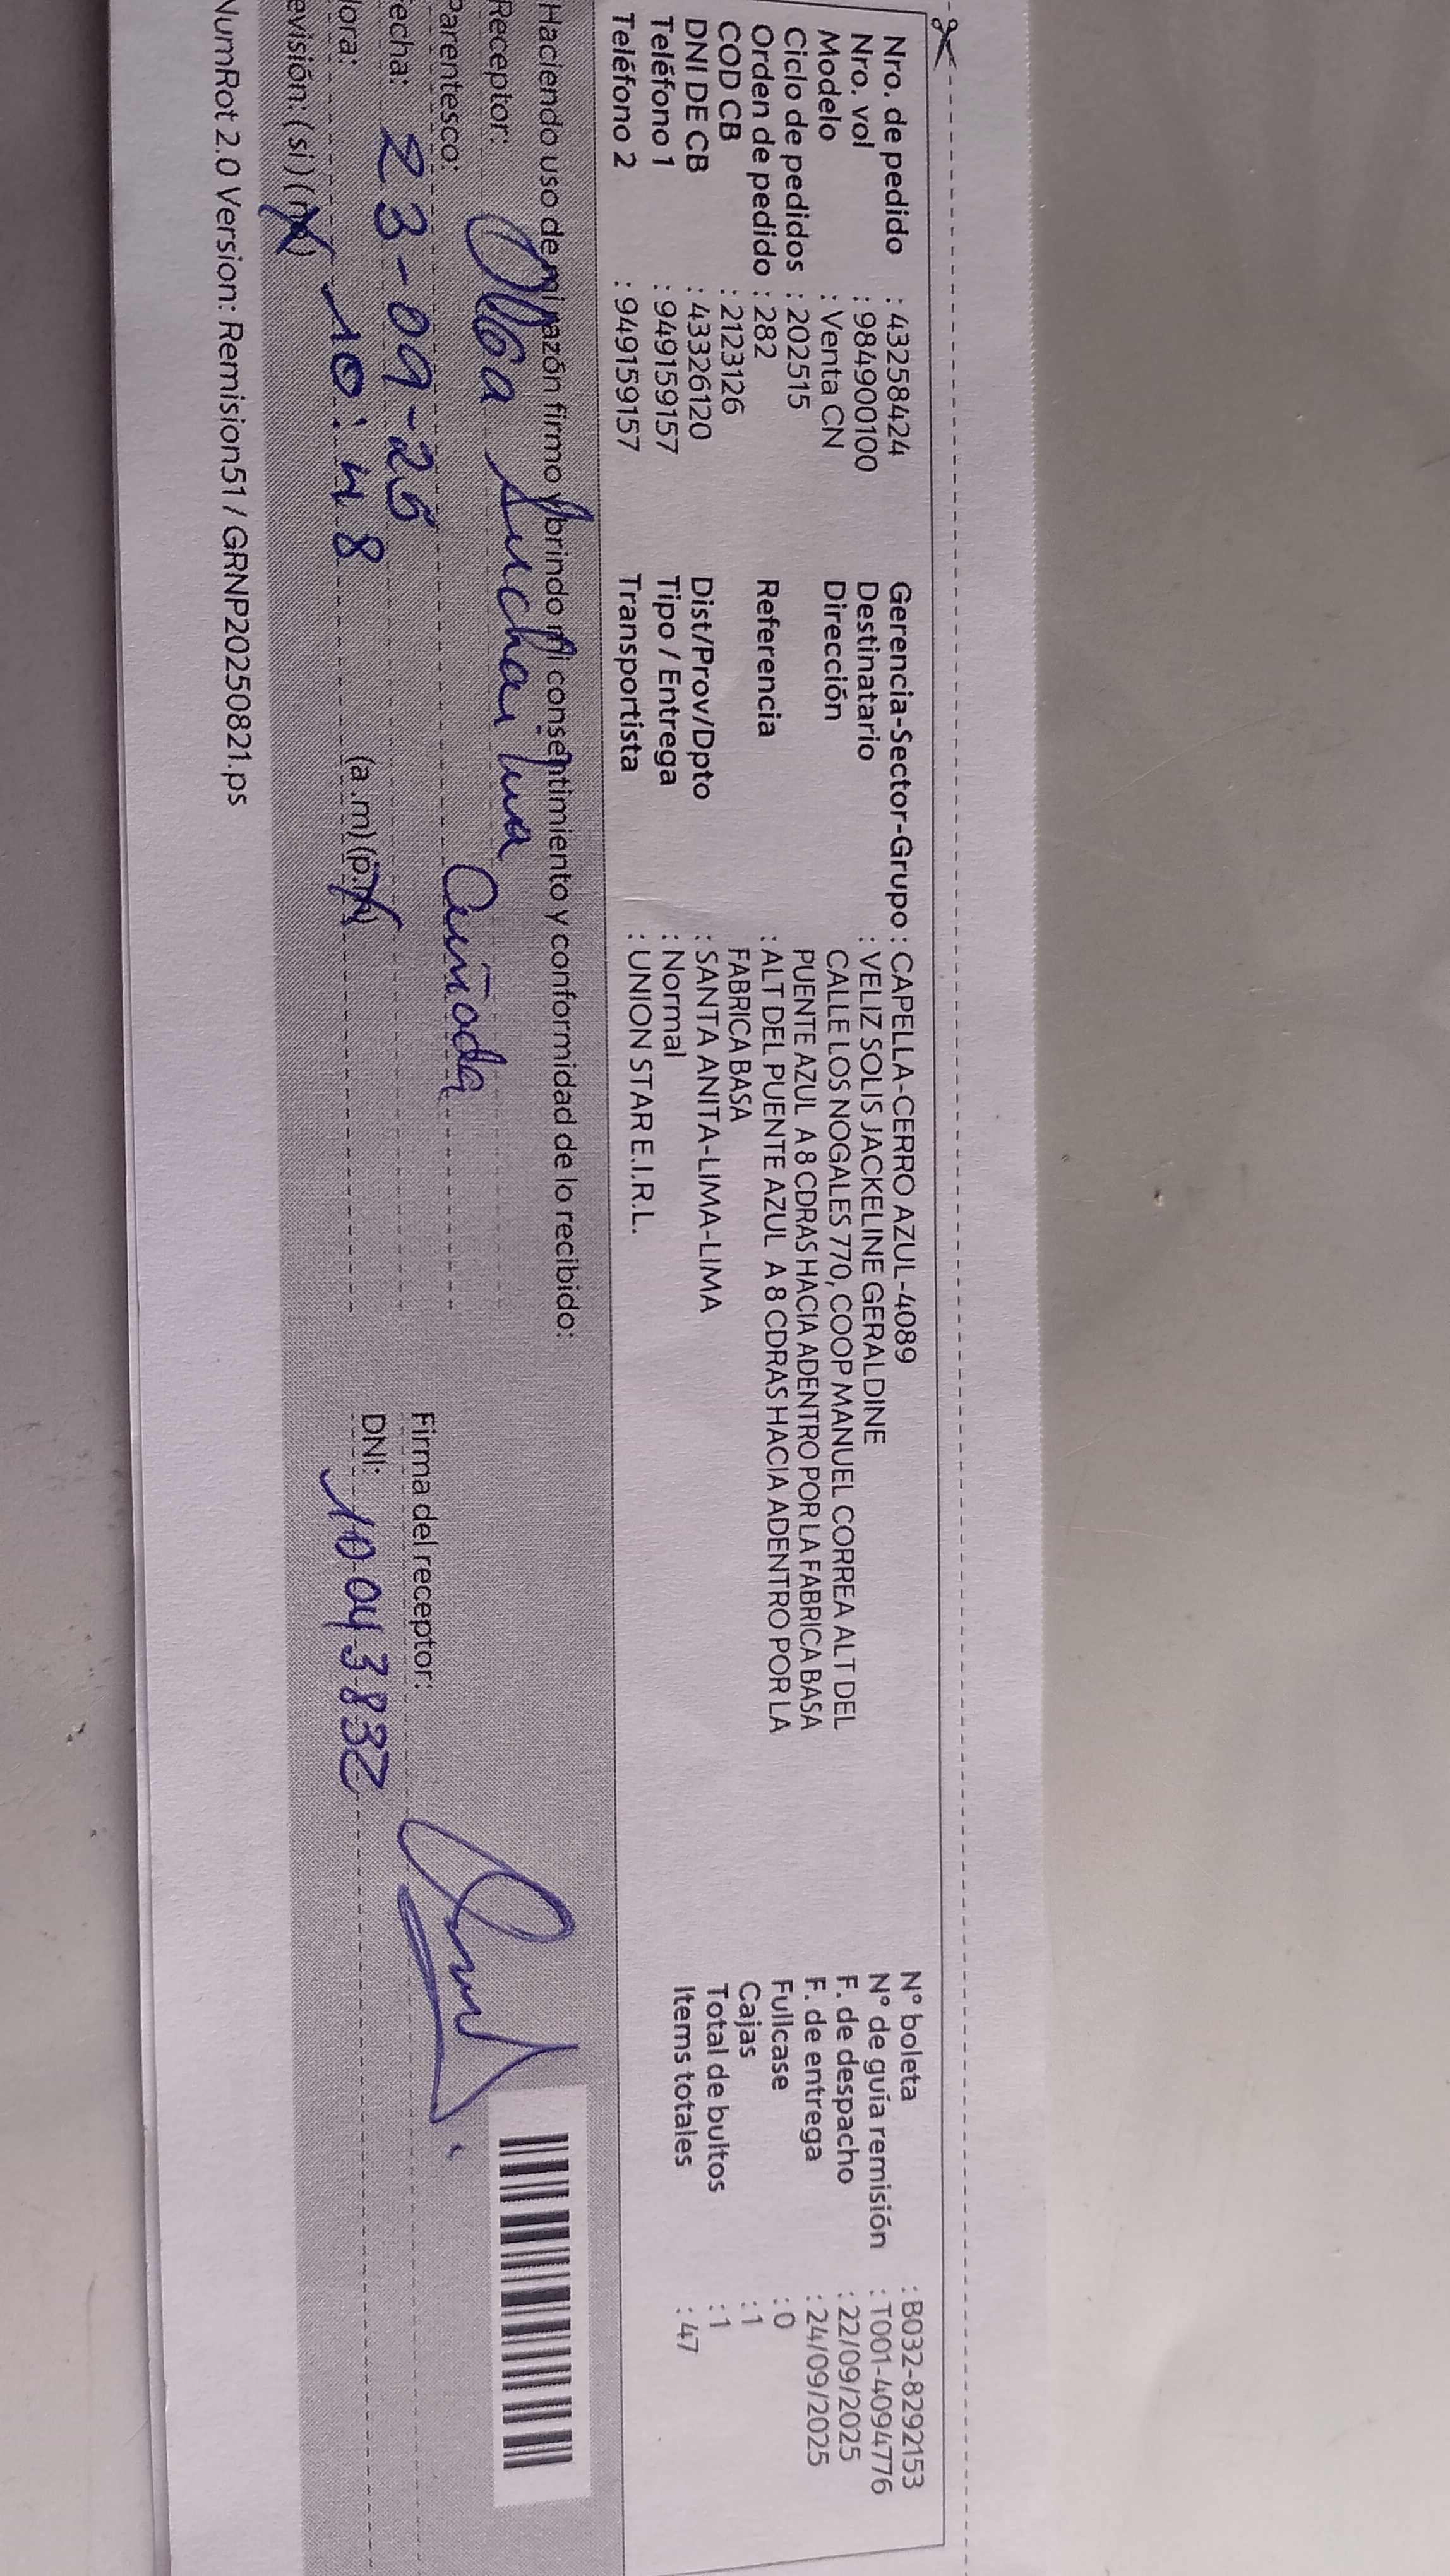 Nro. de pedido : 43258424
Nro. vol : 984900100
Modelo : Venta CN
Ciclo de pedidos : 202515
Orden de pedido : 282
COD CB : 2123126
DNI DE CB : 43326120
Teléfono 1 : 949159157
Teléfono 2 : 949159157
Gerencia-Sector-Grupo : CAPELLA-CERRO AZUL-4089
Destinatario : VELIZ SOLIS JACKELINE GERALDINE
Dirección CALLE LOS NOGALES 770, COOP MANUEL CORREA ALT DEL
PUENTE AZUL A 8 CDRAS HACIA ADENTRO POR LA FABRICA BASA
Referencia : ALT DEL PUENTE AZUL A 8 CDRAS HACIA ADENTRO POR LA
FABRICA BASA
Dist/Prov/Dpto : SANTA ANITA-LIMA-LIMA
Tipo / Entrega : Normal
Transportista : UNION STAR E.I.R.L.
N° boleta : B032-8292153
N° de guía remisión : T001-4094776
F. de despacho : 22/09/2025
F. de entrega : 24/09/2025
Fullcase : 0
Cajas : 1
Total de bultos : 1
Items totales : 47
Haciendo uso de mi razón firmo y brindo mi consentimiento y conformidad de lo recibido:
Receptor: Olga
Parentesco: Cuñada
echa: 23-09-25
lora: 10:48 (a.m) (p.m)
evisión: (si) (no)
Firma del receptor:
DNI: 10043832
NumRot 2.0 Version: Remision51 / GRNP20250821.ps